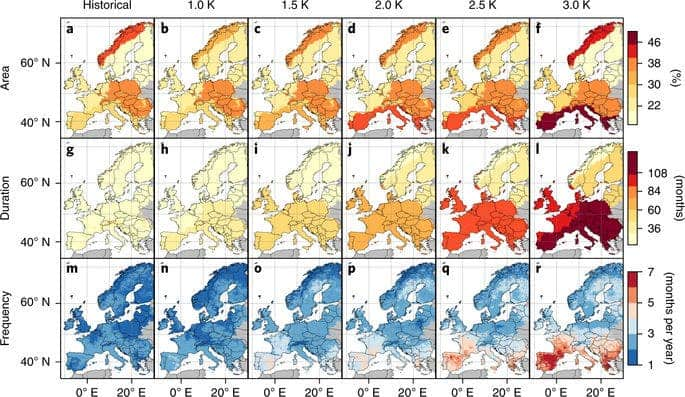 Historical 1.0 K 1.5 K 2.0 K 2.5 K 3.0 K
a b c d e f
Area
60° N
40° N
46
38
30
22
(%)
g h i j k l
Duration
60° N
40° N
108
84
60
36
(months)
m n o p q r
Frequency
60° N
40° N
7
5
3
1
(months per year)
0° E 20° E 0° E 20° E 0° E 20° E 0° E 20° E 0° E 20° E 0° E 20° E